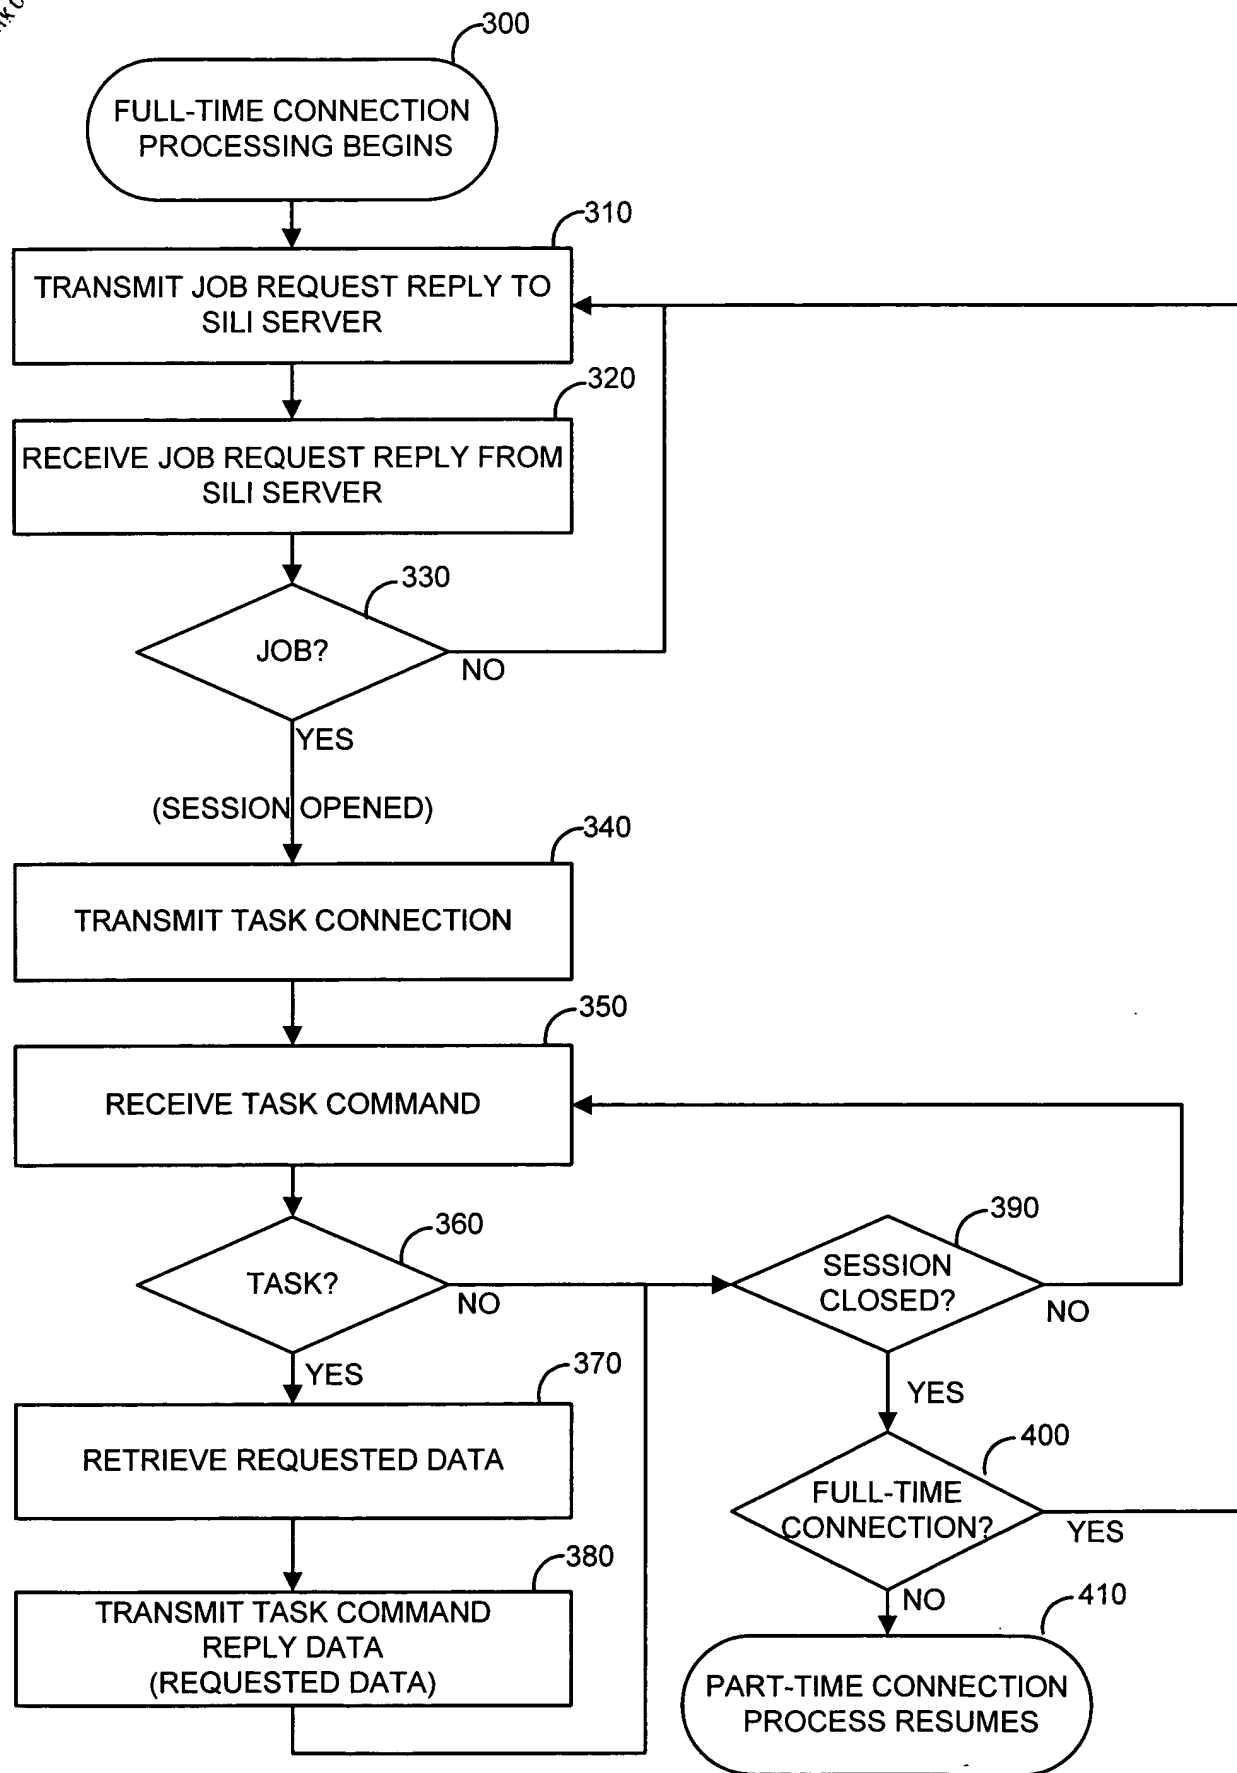 300
FULL-TIME CONNECTION
PROCESSING BEGINS
310
TRANSMIT JOB REQUEST REPLY TO
SILI SERVER
320
RECEIVE JOB REQUEST REPLY FROM
SILI SERVER
330
JOB?
NO
YES
(SESSION OPENED)
340
TRANSMIT TASK CONNECTION
350
RECEIVE TASK COMMAND
360
TASK?
NO
390
SESSION
CLOSED?
NO
YES
370
RETRIEVE REQUESTED DATA
YES
400
FULL-TIME
CONNECTION?
YES
380
TRANSMIT TASK COMMAND
REPLY DATA
(REQUESTED DATA)
NO
410
PART-TIME CONNECTION
PROCESS RESUMES